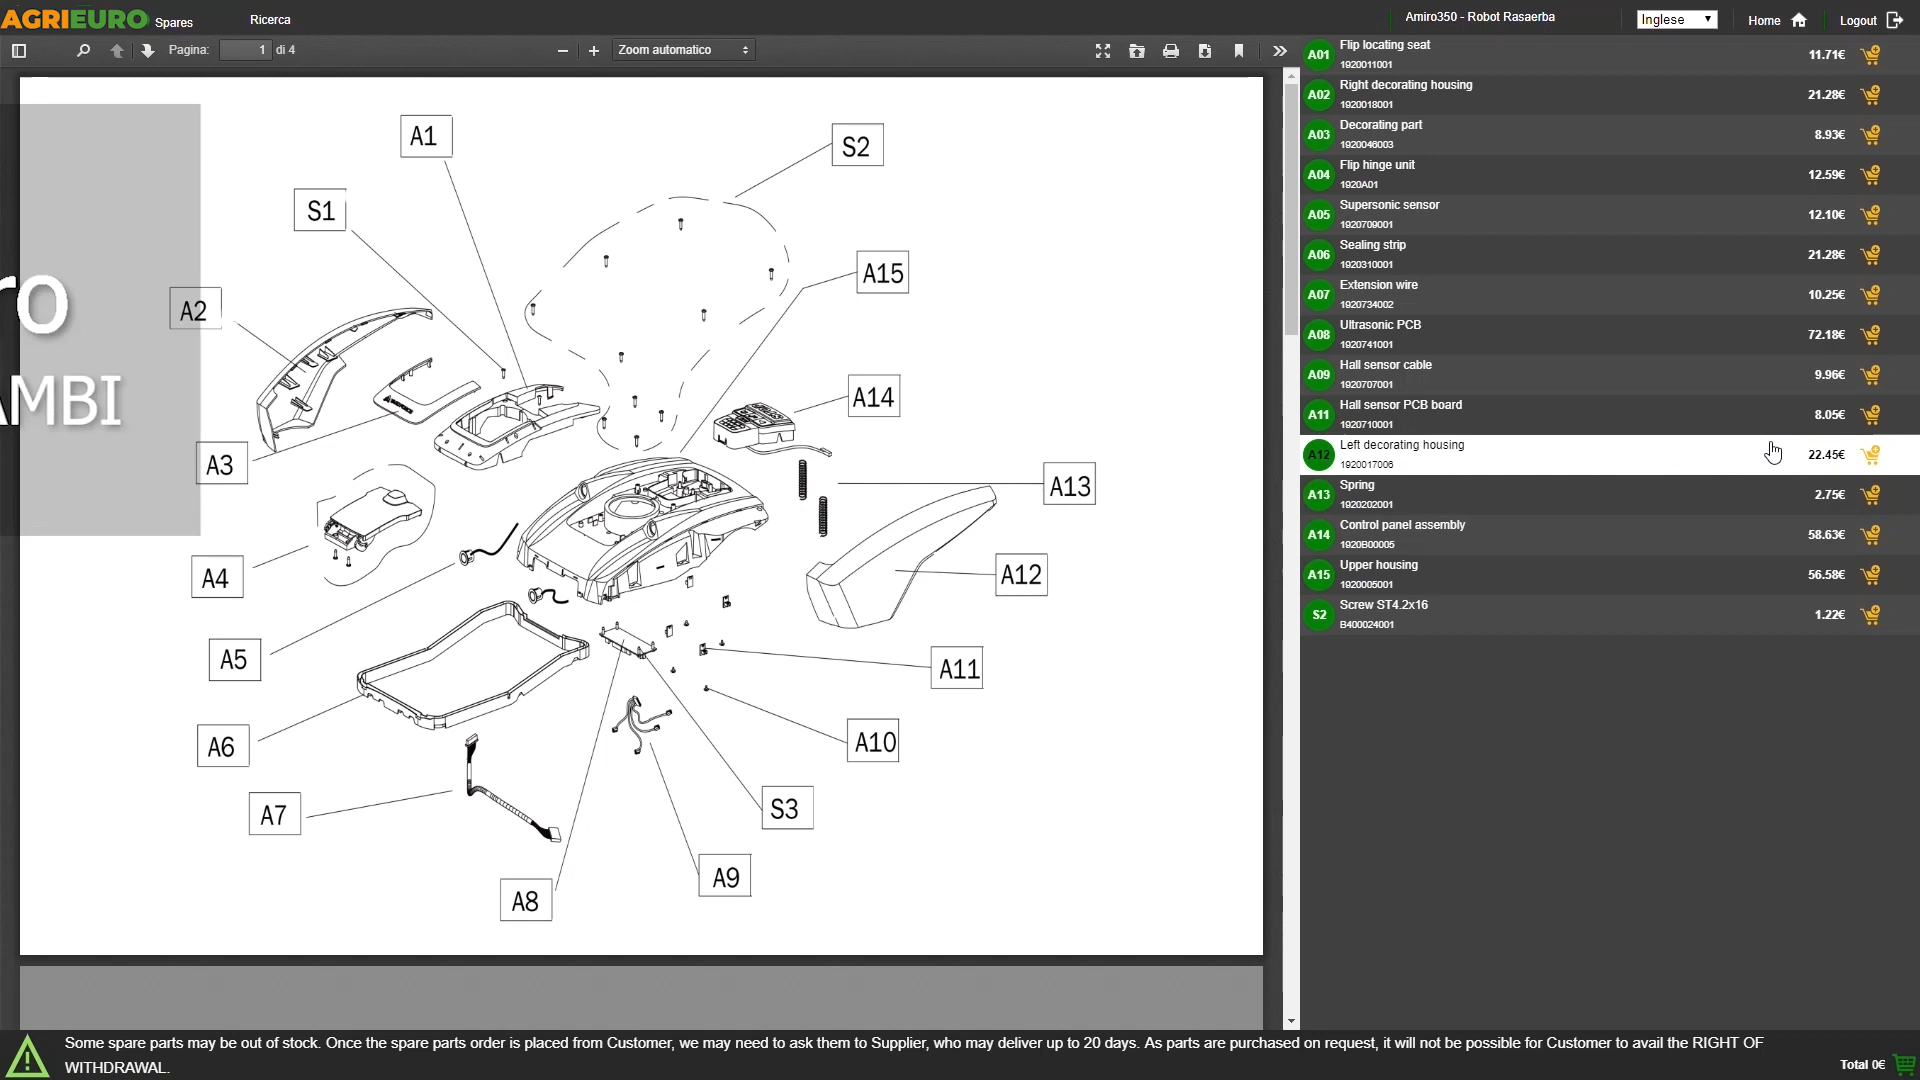 AGRIEURO Spares
Ricerca
Amiro350 - Robot Rasaerba
Inglese
Home
Logout
Pagina:
1
di 4
Zoom automatico
A1
S2
S1
A15
A2
ro
AMBI
A14
A3
A13
A4
A12
A5
A11
A6
A10
A7
S3
A9
A8
A01
Flip locating seat
1920011001
11.71€
A02
Right decorating housing
1920018001
21.28€
A03
Decorating part
1920046003
8.93€
A04
Flip hinge unit
1920A01
12.59€
A05
Supersonic sensor
1920709001
12.10€
A06
Sealing strip
1920310001
21.28€
A07
Extension wire
1920734002
10.25€
A08
Ultrasonic PCB
1920741001
72.18€
A09
Hall sensor cable
1920707001
9.96€
A11
Hall sensor PCB board
1920710001
8.05€
A12
Left decorating housing
1920017006
22.45€
A13
Spring
1920202001
2.75€
A14
Control panel assembly
1920B00005
58.63€
A15
Upper housing
1920005001
56.58€
S2
Screw ST4.2x16
B400024001
1.22€
Some spare parts may be out of stock. Once the spare parts order is placed from Customer, we may need to ask them to Supplier, who may deliver up to 20 days. As parts are purchased on request, it will not be possible for Customer to avail the RIGHT OF
WITHDRAWAL.
Total 0€